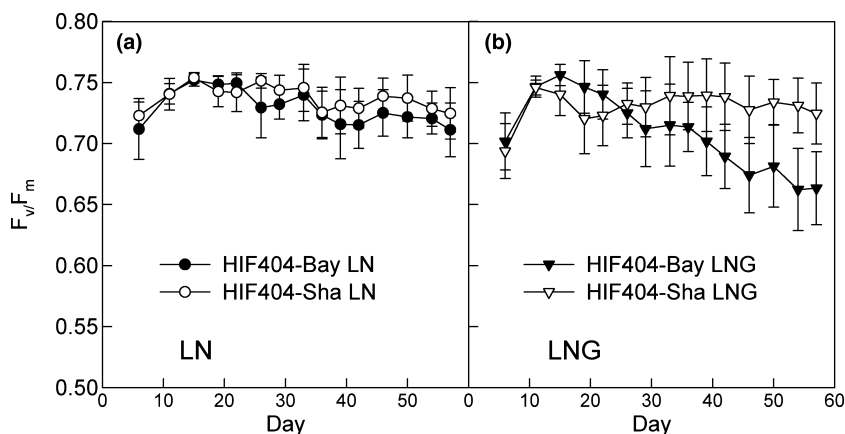 (a)
(b)
0.80
0.75
0.70
0.65
0.60
0.55
0.50
Fv/Fm
HIF404-Bay LN
HIF404-Sha LN
LN
HIF404-Bay LNG
HIF404-Sha LNG
LNG
0 10 20 30 40 50 0 10 20 30 40 50 60
Day
Day